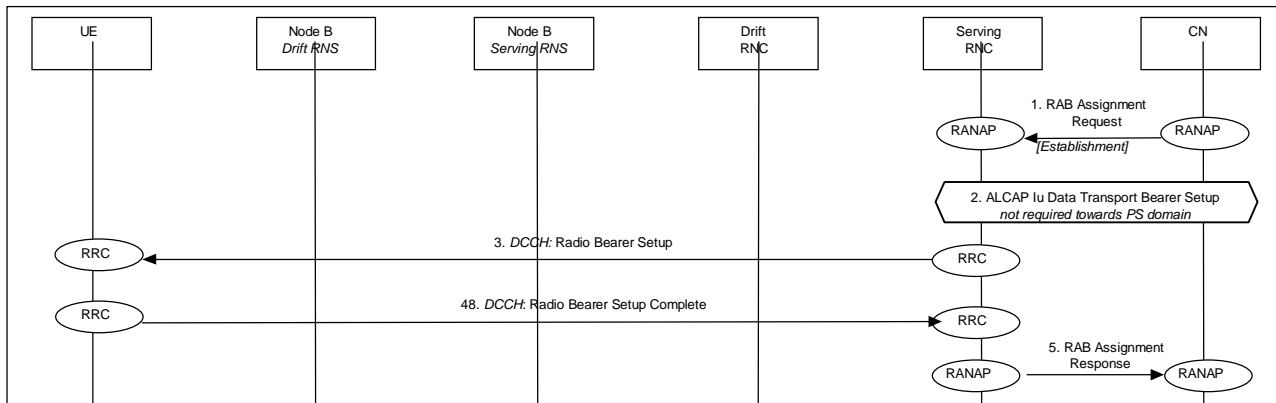 UE
Node B
Drift RNS
Node B
Serving RNS
Drift
RNC
Serving
RNC
CN
1. RAB Assignment
Request
RANAP
RANAP
[Establishment]
2. ALCAP Iu Data Transport Bearer Setup
not required towards PS domain
3. DCCH: Radio Bearer Setup
RRC
RRC
48. DCCH: Radio Bearer Setup Complete
RRC
RRC
5. RAB Assignment
Response
RANAP
RANAP